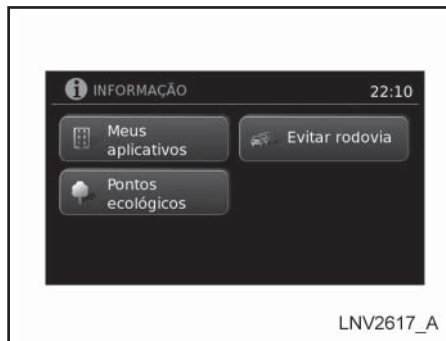 INFORMAÇÃO 22:10
Meus
aplicativos
Evitar rodovia
Pontos
ecológicos
LNV2617_A